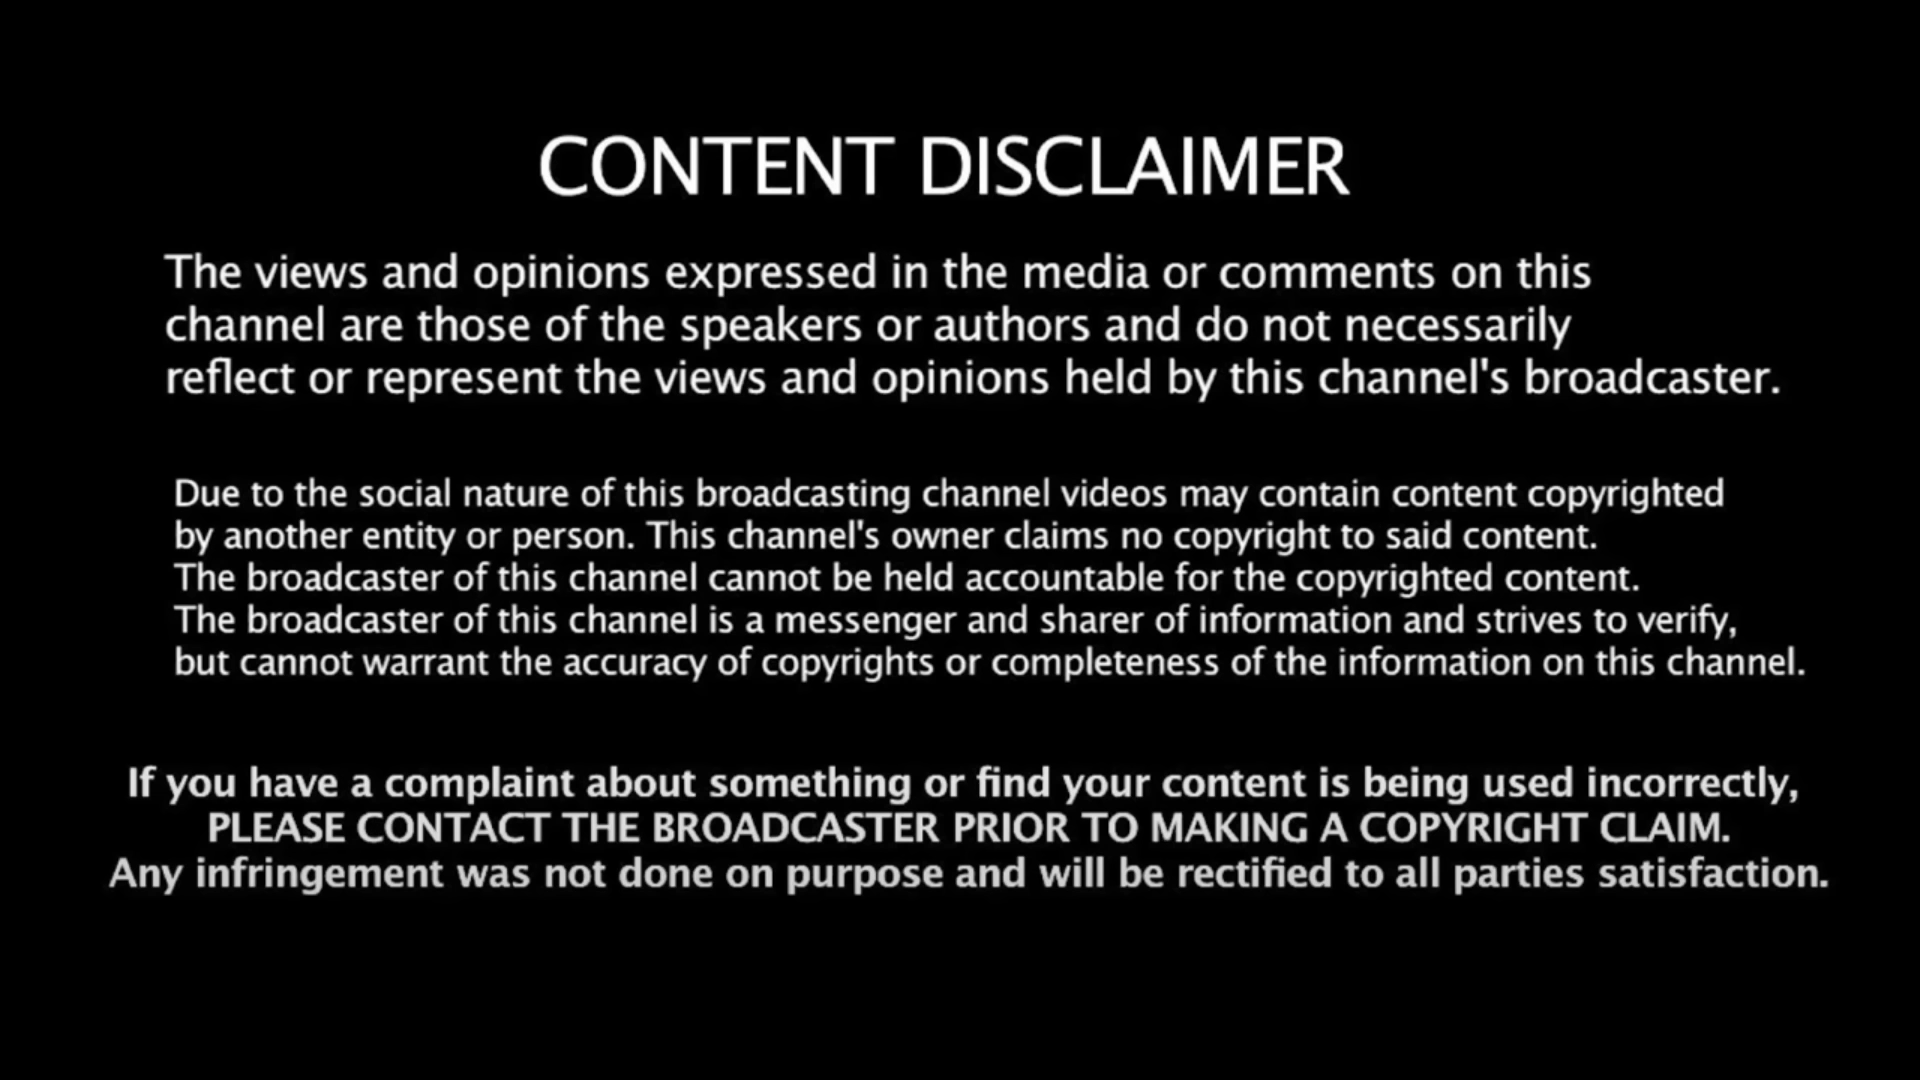 CONTENT DISCLAIMER
The views and opinions expressed in the media or comments on this
channel are those of the speakers or authors and do not necessarily
reflect or represent the views and opinions held by this channel's broadcaster.
Due to the social nature of this broadcasting channel videos may contain content copyrighted
by another entity or person. This channel's owner claims no copyright to said content.
The broadcaster of this channel cannot be held accountable for the copyrighted content.
The broadcaster of this channel is a messenger and sharer of information and strives to verify,
but cannot warrant the accuracy of copyrights or completeness of the information on this channel.
If you have a complaint about something or find your content is being used incorrectly,
PLEASE CONTACT THE BROADCASTER PRIOR TO MAKING A COPYRIGHT CLAIM.
Any infringement was not done on purpose and will be rectified to all parties satisfaction.